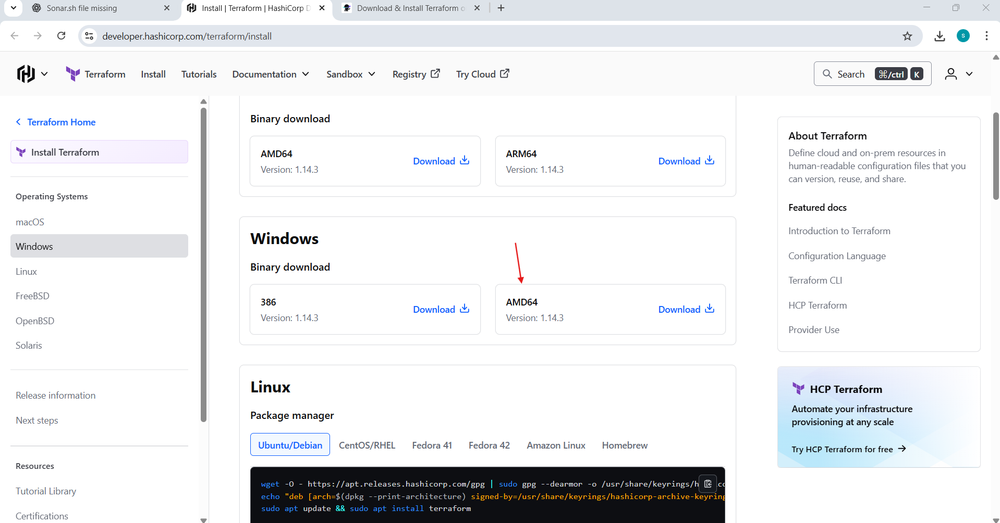 Sonar.sh file missing
Install | Terraform | HashiCorp D
Download & Install Terraform o
developer.hashicorp.com/terraform/install
S
Terraform
Install
Tutorials
Documentation
Sandbox
Registry
Try Cloud
Search
⌘/ctrl
K
Terraform Home
Install Terraform
Operating Systems
macOS
Windows
Linux
FreeBSD
OpenBSD
Solaris
Release information
Next steps
Resources
Tutorial Library
Certifications
Binary download
AMD64
Version: 1.14.3
Download
ARM64
Version: 1.14.3
Download
Windows
Binary download
386
Version: 1.14.3
Download
AMD64
Version: 1.14.3
Download
Linux
Package manager
Ubuntu/Debian
CentOS/RHEL
Fedora 41
Fedora 42
Amazon Linux
Homebrew
wget -O - https://apt.releases.hashicorp.com/gpg | sudo gpg --dearmor -o /usr/share/keyrings/h
echo "deb [arch=$(dpkg --print-architecture) signed-by=/usr/share/keyrings/hashicorp-archive-keyring
sudo apt update && sudo apt install terraform
About Terraform
Define cloud and on-prem resources in
human-readable configuration files that you
can version, reuse, and share.
Featured docs
Introduction to Terraform
Configuration Language
Terraform CLI
HCP Terraform
Provider Use
HCP Terraform
Automate your infrastructure
provisioning at any scale
Try HCP Terraform for free